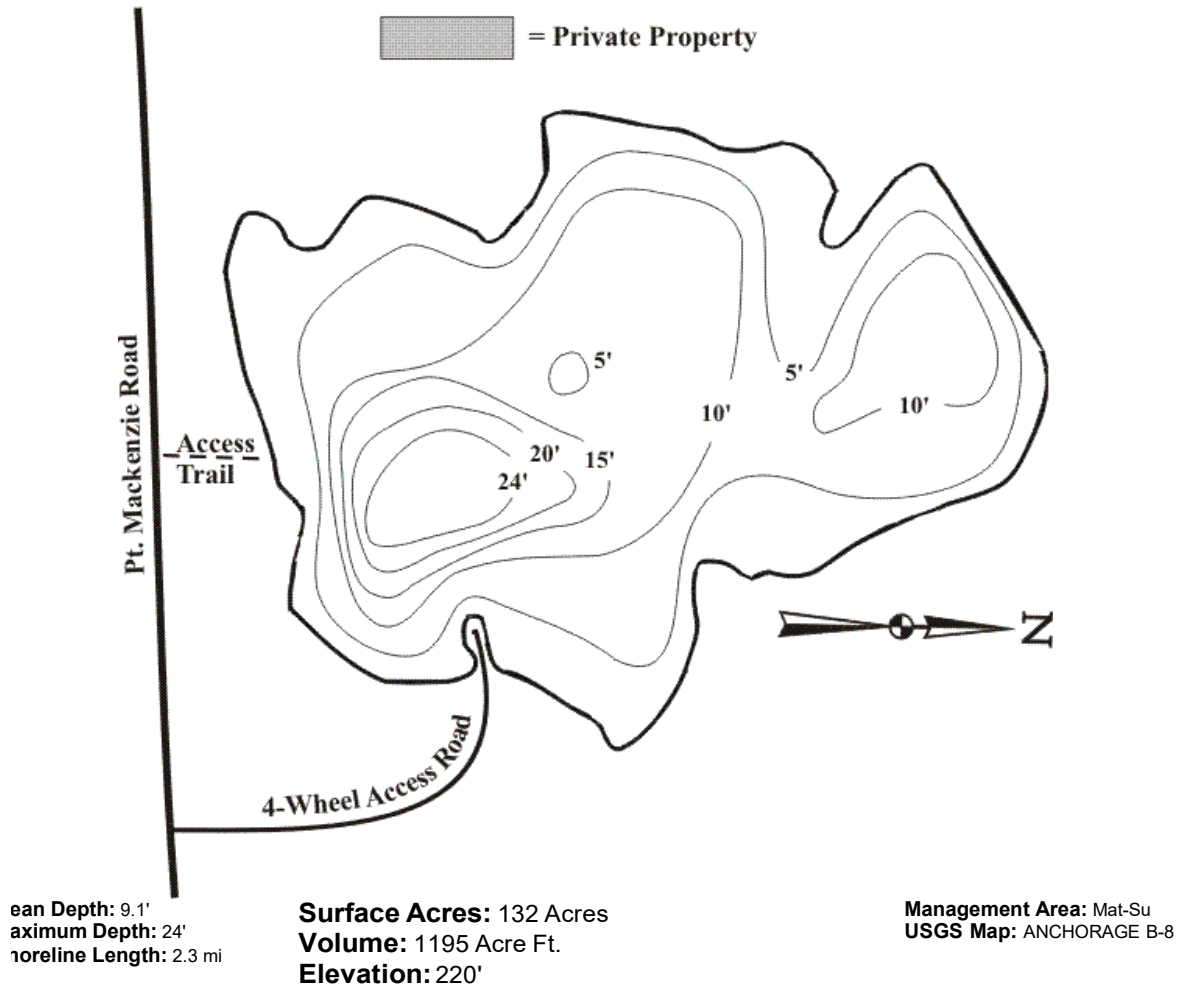 = Private Property
5'
5'
10'
10'
20'
15'
24'
Access
Trail
Pt. Mackenzie Road
N
4-Wheel Access Road
ean Depth: 9.1'
aximum Depth: 24'
horeline Length: 2.3 mi
Surface Acres: 132 Acres
Volume: 1195 Acre Ft.
Elevation: 220'
Management Area: Mat-Su
USGS Map: ANCHORAGE B-8